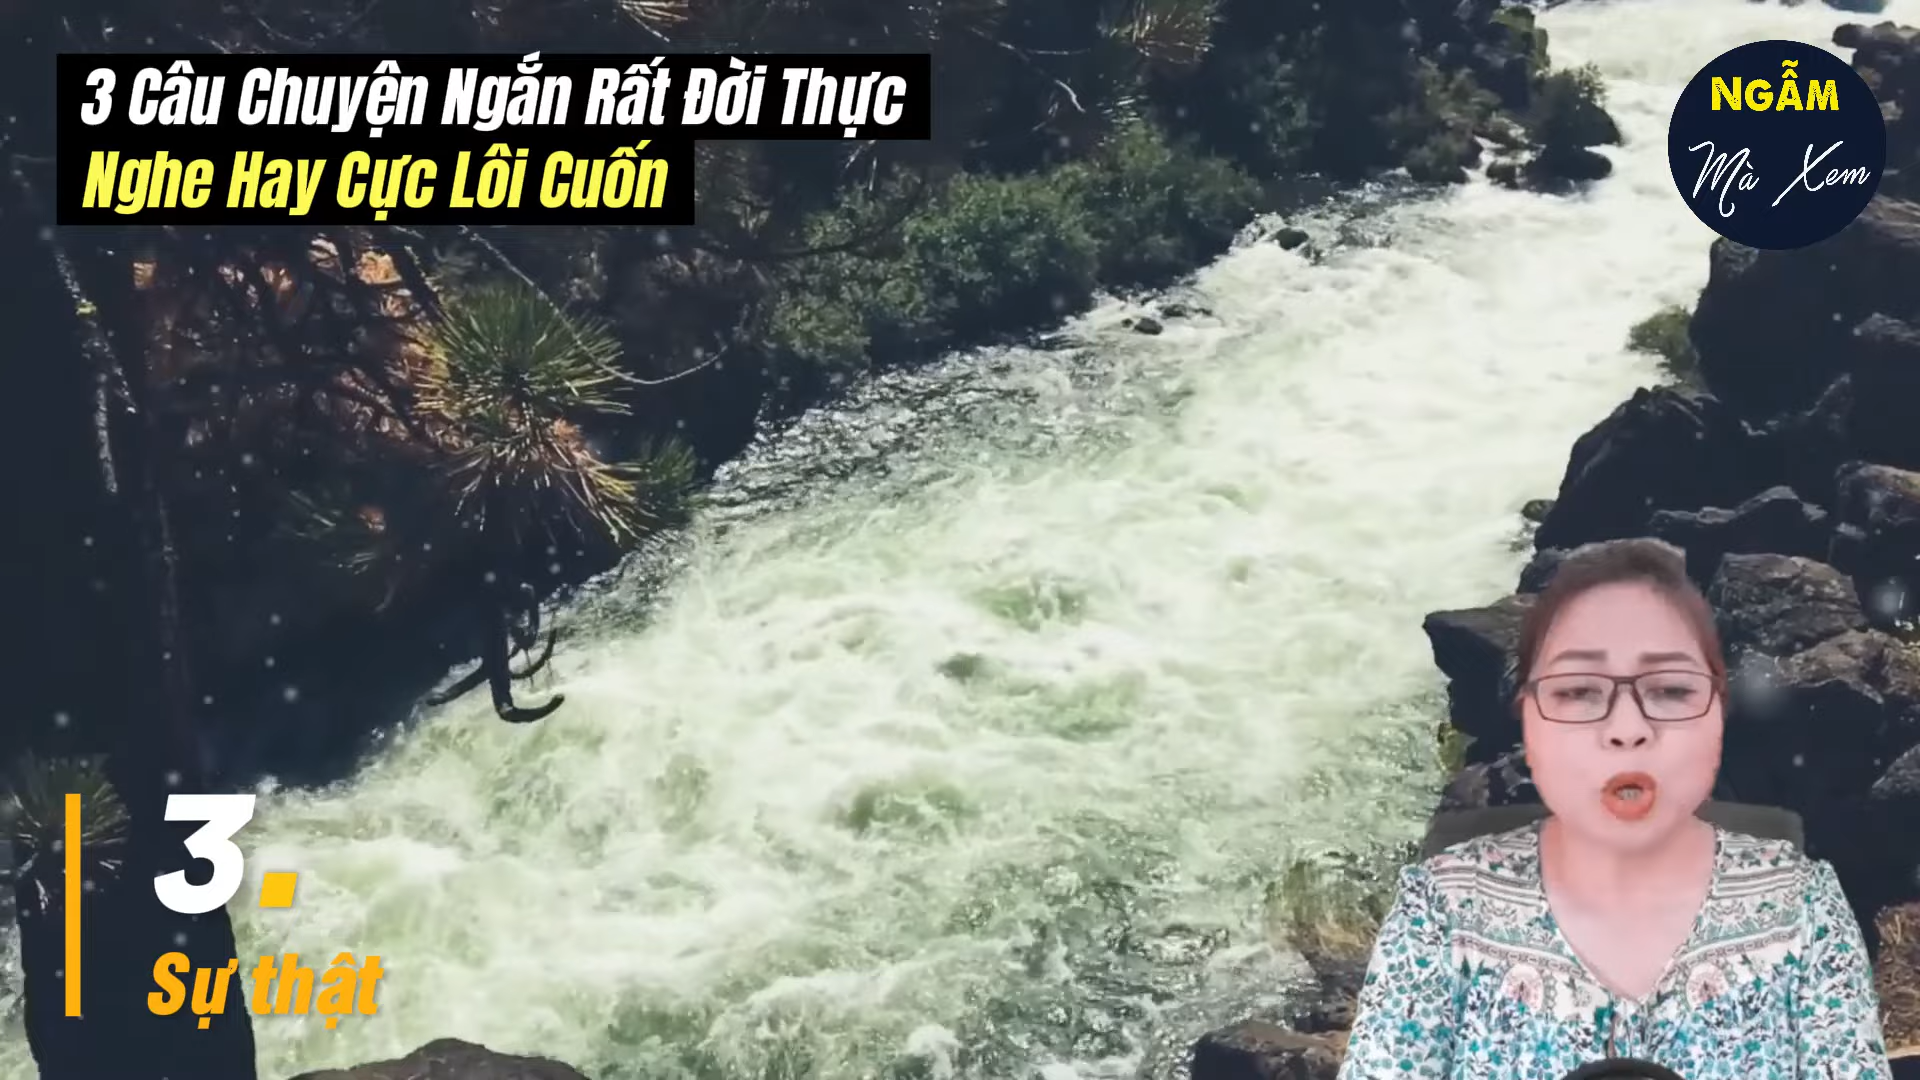 3 Câu Chuyện Ngắn Rất Đời Thực
Nghe Hay Cực Lôi Cuốn
NGẪM
Mà Xem
3.
Sự thật